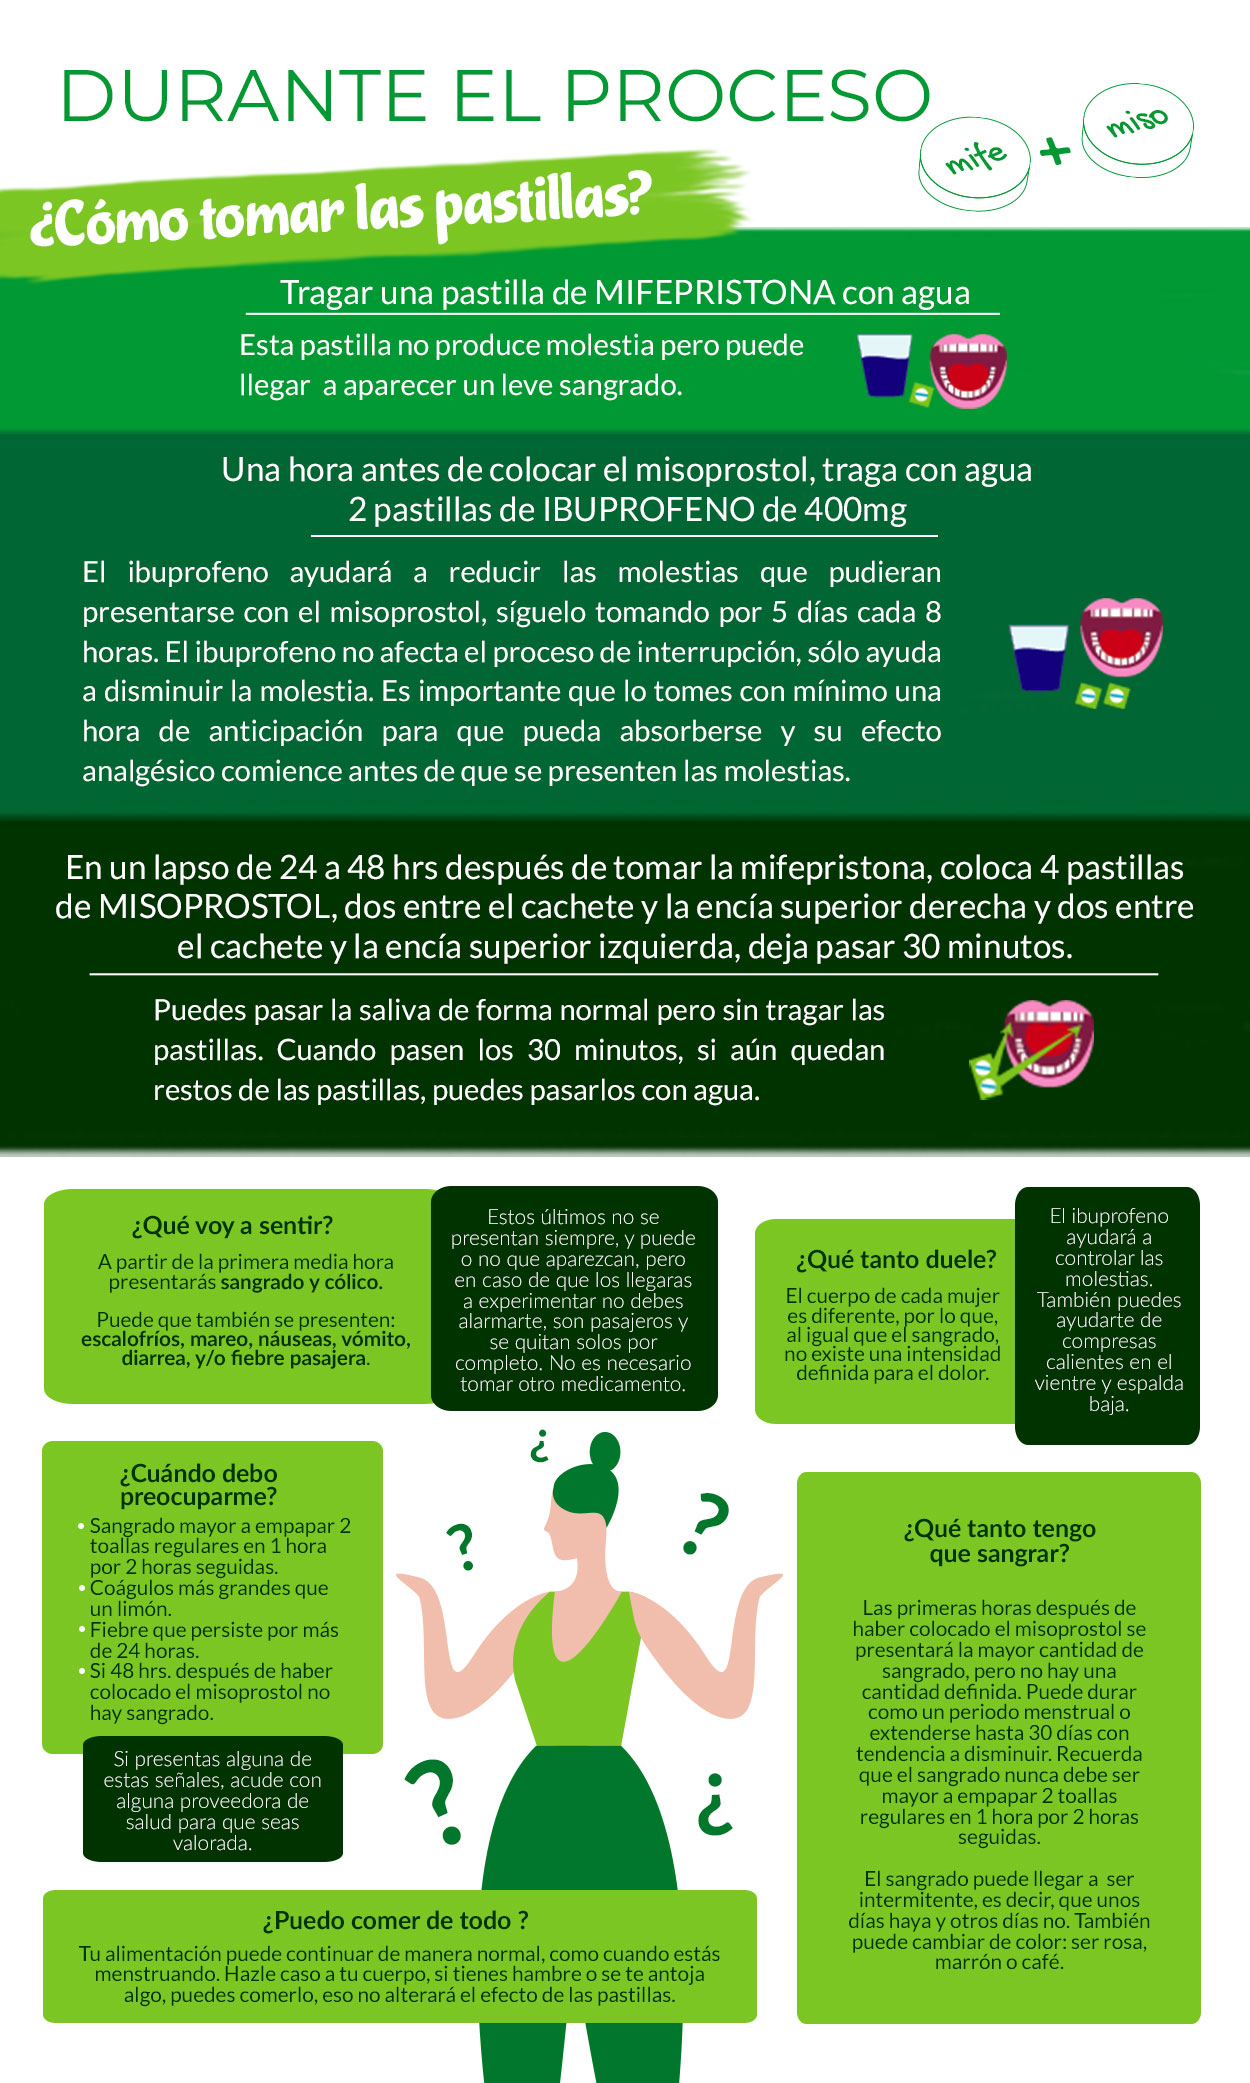 DURANTE EL PROCESO
mife + miso
¿Cómo tomar las pastillas?
Tragar una pastilla de MIFEPRISTONA con agua
Esta pastilla no produce molestia pero puede
llegar a aparecer un leve sangrado.
Una hora antes de colocar el misoprostol, traga con agua
2 pastillas de IBUPROFENO de 400mg
El ibuprofeno ayudará a reducir las molestias que pudieran
presentarse con el misoprostol, síguelo tomando por 5 días cada 8
horas. El ibuprofeno no afecta el proceso de interrupción, sólo ayuda
a disminuir la molestia. Es importante que lo tomes con mínimo una
hora de anticipación para que pueda absorberse y su efecto
analgésico comience antes de que se presenten las molestias.
En un lapso de 24 a 48 hrs después de tomar la mifepristona, coloca 4 pastillas
de MISOPROSTOL, dos entre el cachete y la encía superior derecha y dos entre
el cachete y la encía superior izquierda, deja pasar 30 minutos.
Puedes pasar la saliva de forma normal pero sin tragar las
pastillas. Cuando pasen los 30 minutos, si aún quedan
restos de las pastillas, puedes pasarlos con agua.
¿Qué voy a sentir?
A partir de la primera media hora
presentarás sangrado y cólico.
Puede que también se presenten:
escalofríos, mareo, náuseas, vómito,
diarrea, y/o fiebre pasajera.
Estos últimos no se
presentan siempre, y puede
o no que aparezcan, pero
en caso de que los llegaras
a experimentar no debes
alarmarte, son pasajeros y
se quitan solos por
completo. No es necesario
tomar otro medicamento.
¿Qué tanto duele?
El cuerpo de cada mujer
es diferente, por lo que,
al igual que el sangrado,
no existe una intensidad
definida para el dolor.
El ibuprofeno
ayudará a
controlar las
molestias.
También puedes
ayudarte de
compresas
calientes en el
vientre y espalda
baja.
¿Cuándo debo
preocuparme?
• Sangrado mayor a empapar 2
toallas regulares en 1 hora
por 2 horas seguidas.
• Coágulos más grandes que
un limón.
• Fiebre que persiste por más
de 24 horas.
• Si 48 hrs. después de haber
colocado el misoprostol no
hay sangrado.
Si presentas alguna de
estas señales, acude con
alguna proveedora de
salud para que seas
valorada.
¿
?
?
?
¿
¿Qué tanto tengo
que sangrar?
Las primeras horas después de
haber colocado el misoprostol se
presentará la mayor cantidad de
sangrado, pero no hay una
cantidad definida. Puede durar
como un periodo menstrual o
extenderse hasta 30 días con
tendencia a disminuir. Recuerda
que el sangrado nunca debe ser
mayor a empapar 2 toallas
regulares en 1 hora por 2 horas
seguidas.
El sangrado puede llegar a ser
intermitente, es decir, que unos
días haya y otros días no. También
puede cambiar de color: ser rosa,
marrón o café.
¿Puedo comer de todo ?
Tu alimentación puede continuar de manera normal, como cuando estás
menstruando. Hazle caso a tu cuerpo, si tienes hambre o se te antoja
algo, puedes comerlo, eso no alterará el efecto de las pastillas.